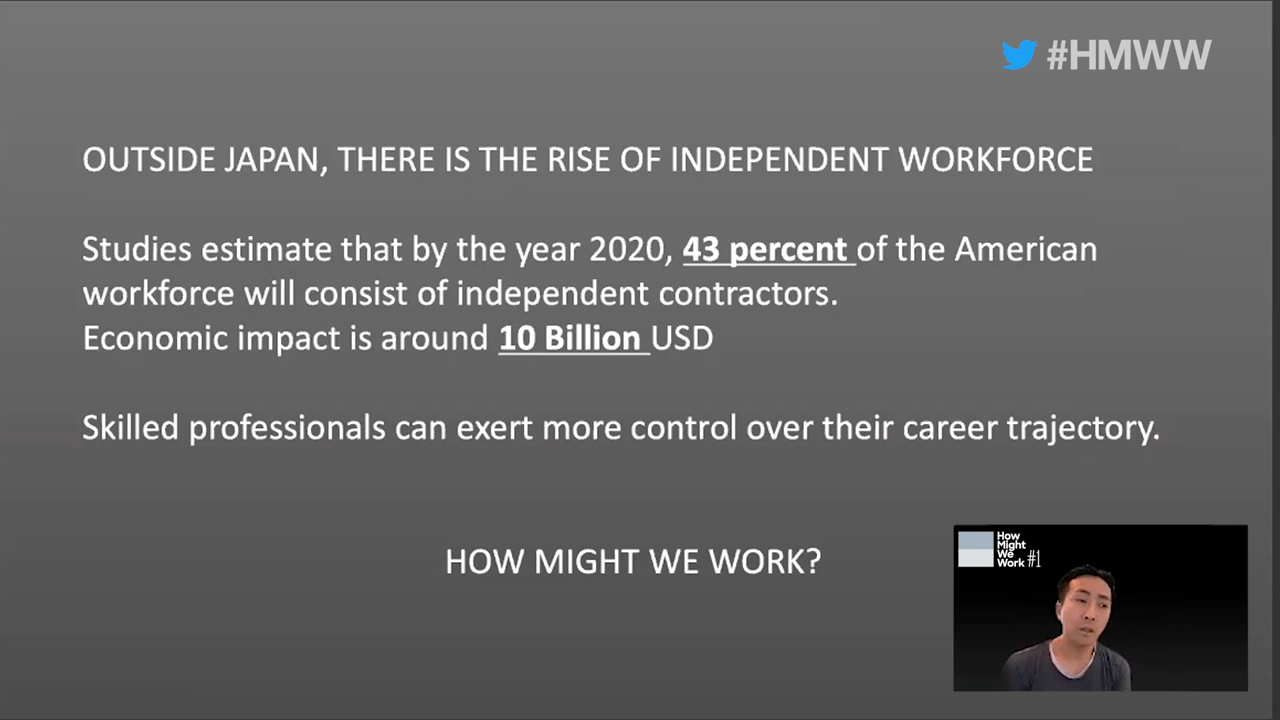 #HMWW
OUTSIDE JAPAN, THERE IS THE RISE OF INDEPENDENT WORKFORCE
Studies estimate that by the year 2020, 43 percent of the American
workforce will consist of independent contractors.
Economic impact is around 10 Billion USD
Skilled professionals can exert more control over their career trajectory.
HOW MIGHT WE WORK?
How
Might
We
Work #1